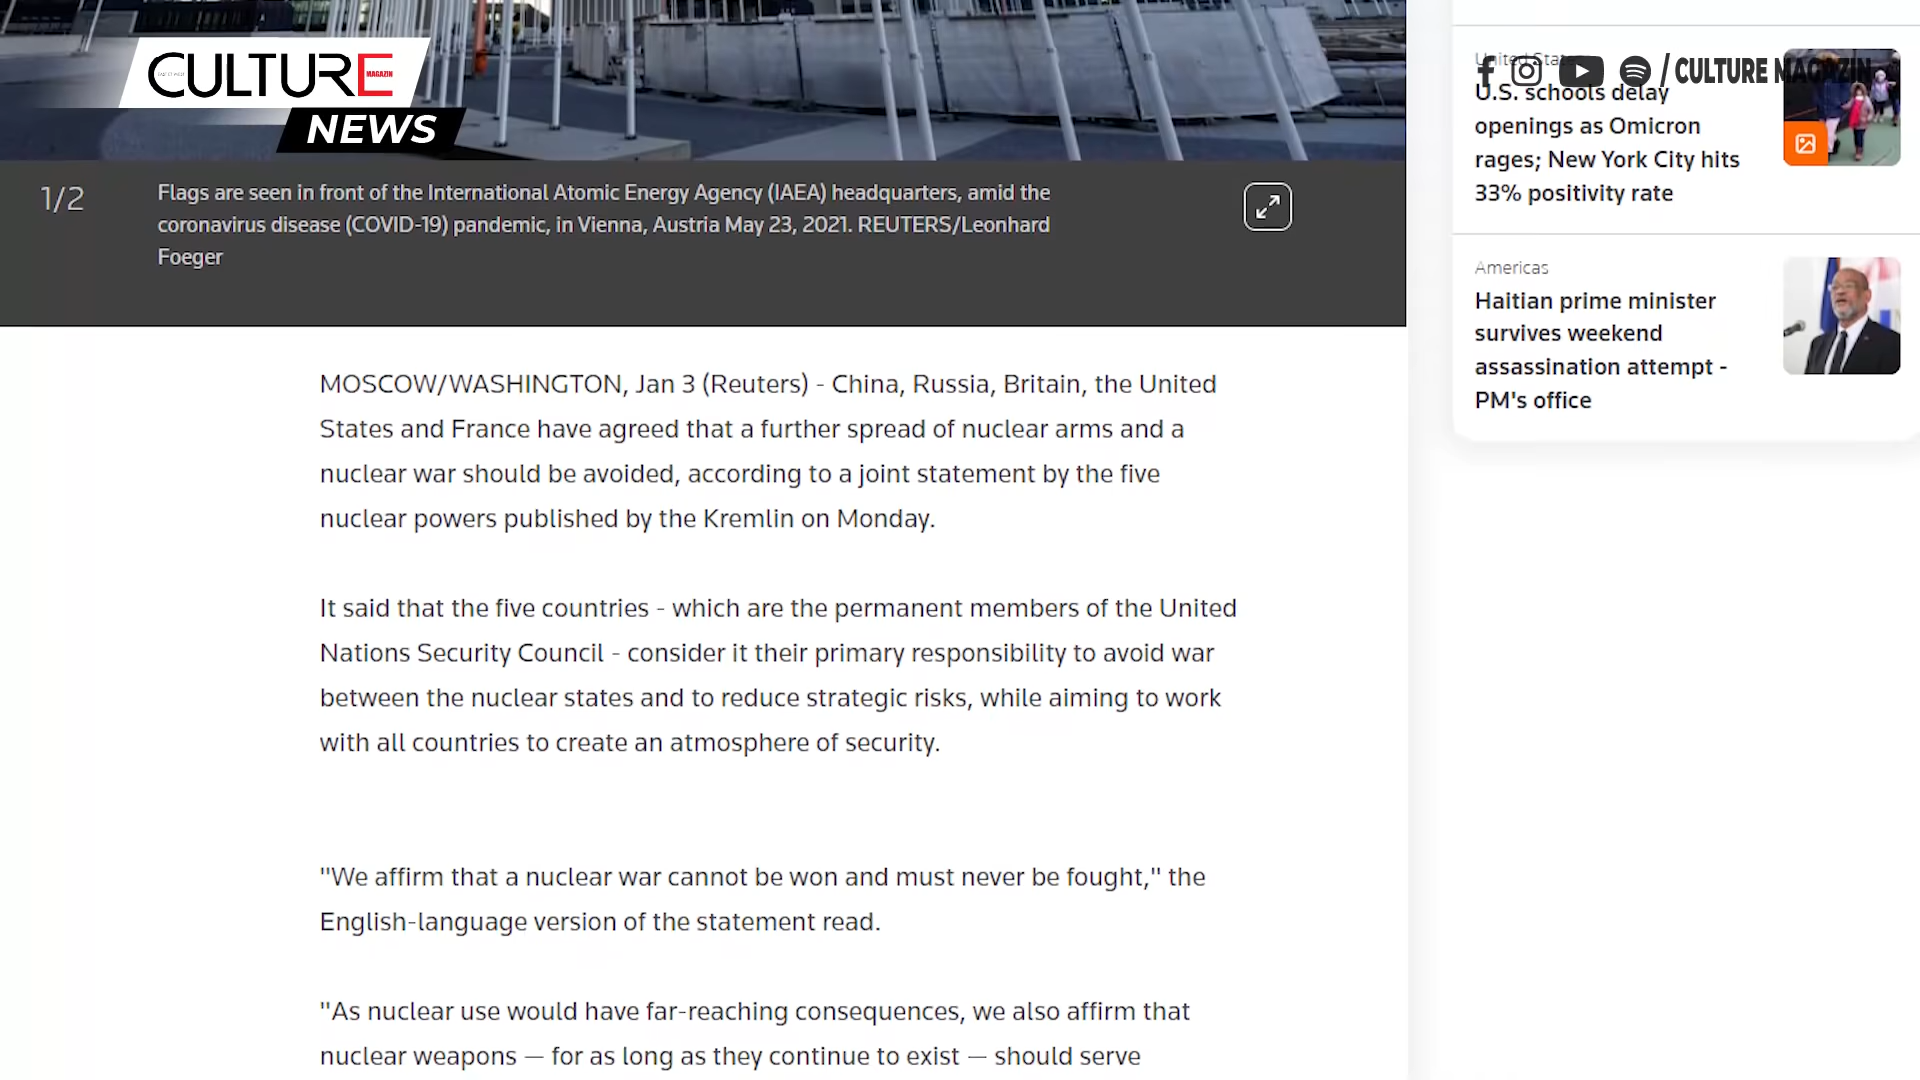 CULTURE
MAGAZIN
NEWS
1/2
Flags are seen in front of the International Atomic Energy Agency (IAEA) headquarters, amid the
coronavirus disease (COVID-19) pandemic, in Vienna, Austria May 23, 2021. REUTERS/Leonhard
Foeger
MOSCOW/WASHINGTON, Jan 3 (Reuters) - China, Russia, Britain, the United
States and France have agreed that a further spread of nuclear arms and a
nuclear war should be avoided, according to a joint statement by the five
nuclear powers published by the Kremlin on Monday.
It said that the five countries - which are the permanent members of the United
Nations Security Council - consider it their primary responsibility to avoid war
between the nuclear states and to reduce strategic risks, while aiming to work
with all countries to create an atmosphere of security.
"We affirm that a nuclear war cannot be won and must never be fought," the
English-language version of the statement read.
"As nuclear use would have far-reaching consequences, we also affirm that
nuclear weapons — for as long as they continue to exist — should serve
United States
/ CULTURE MAGAZIN
U.S. schools delay
openings as Omicron
rages; New York City hits
33% positivity rate
Americas
Haitian prime minister
survives weekend
assassination attempt -
PM's office